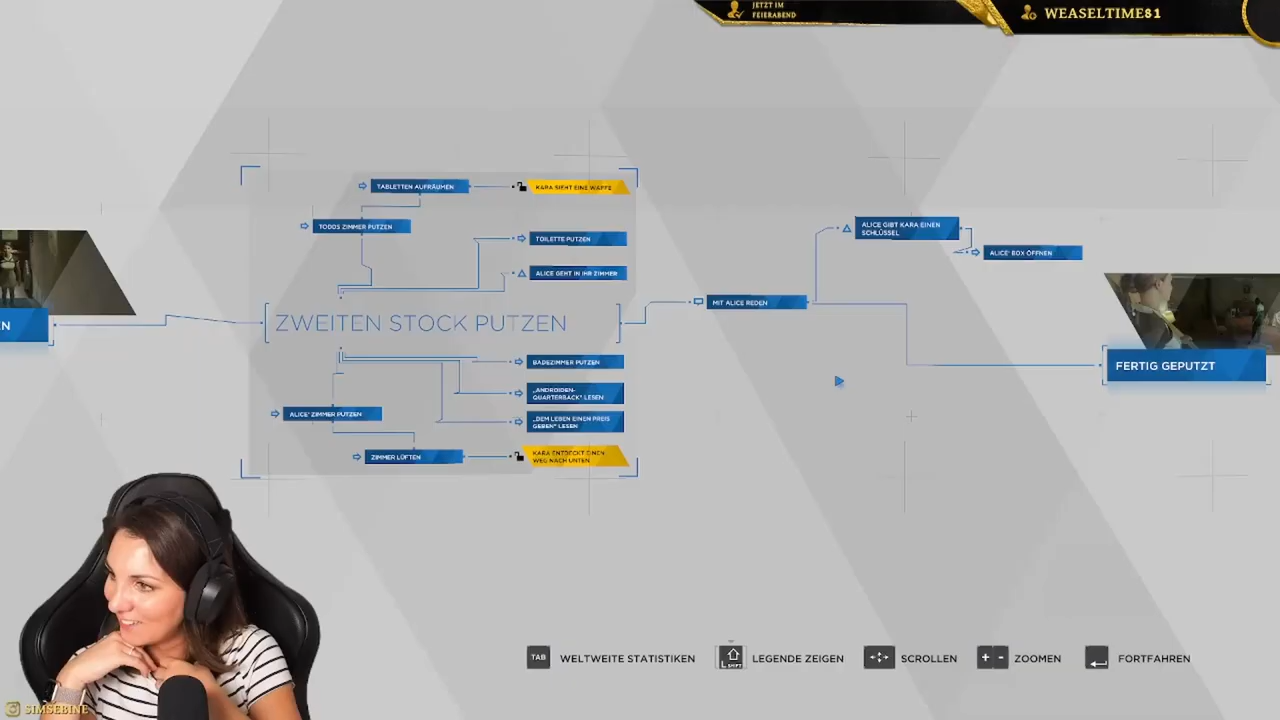 JETZT IM
FEIERABEND
WEASELTIME81
TABLETTEN AUFRÄUMEN
KARA SIEHT EINE WAFFE
TODDS ZIMMER PUTZEN
TOILETTE PUTZEN
ALICE GEHT IN IHR ZIMMER
ALICE GIBT KARA EINEN
SCHLÜSSEL
ALICE' BOX ÖFFNEN
MIT ALICE REDEN
EN
ZWEITEN STOCK PUTZEN
FERTIG GEPUTZT
BADEZIMMER PUTZEN
„ANDROIDEN-
QUARTERBACK" LESEN
ALICE' ZIMMER PUTZEN
„DEM LEBEN EINEN PREIS
GEBEN" LESEN
ZIMMER LÜFTEN
KARA ENTDECKT EINEN
WEG NACH UNTEN
TAB
WELTWEITE STATISTIKEN
L SHIFT
LEGENDE ZEIGEN
SCROLLEN
+ -
ZOOMEN
FORTFAHREN
SIMSEBINE